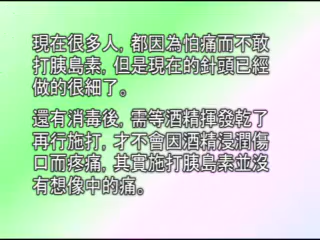 現在很多人，都因為怕痛而不敢
打胰島素，但是現在的針頭已經
做的很細了。
還有消毒後，需等酒精揮發乾了
再行施打，才不會因酒精浸潤傷
口而疼痛，其實施打胰島素並沒
有想像中的痛。